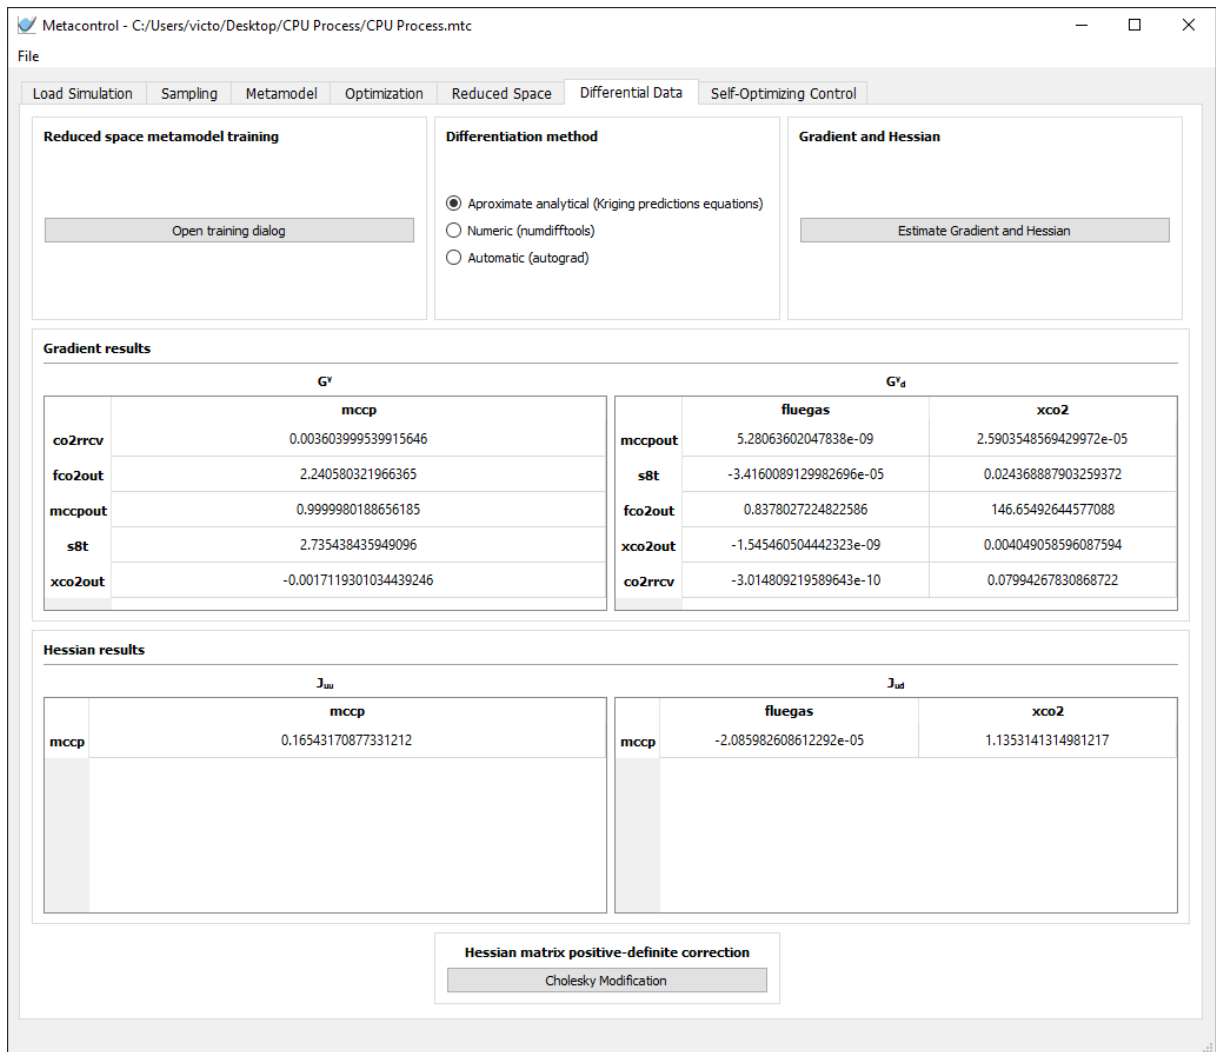 Metacontrol - C:/Users/victo/Desktop/CPU Process/CPU Process.mtc
File
Load Simulation Sampling Metamodel Optimization Reduced Space Differential Data Self-Optimizing Control
Reduced space metamodel training
Open training dialog
Differentiation method
Aproximate analytical (Kriging predictions equations)
Numeric (numdifftools)
Automatic (autograd)
Gradient and Hessian
Estimate Gradient and Hessian
Gradient results
Gʸ
mccp
co2rrcv 0.003603999539915646
fco2out 2.240580321966365
mccpout 0.9999980188656185
s8t 2.735438435949096
xco2out -0.0017119301034439246
Gʸd
fluegas xco2
mccpout 5.28063602047838e-09 2.5903548569429972e-05
s8t -3.4160089129982696e-05 0.024368887903259372
fco2out 0.8378027224822586 146.65492644577088
xco2out -1.545460504442323e-09 0.004049058596087594
co2rrcv -3.014809219589643e-10 0.07994267830868722
Hessian results
Juu
mccp
mccp 0.16543170877331212
Jud
fluegas xco2
mccp -2.085982608612292e-05 1.1353141314981217
Hessian matrix positive-definite correction
Cholesky Modification